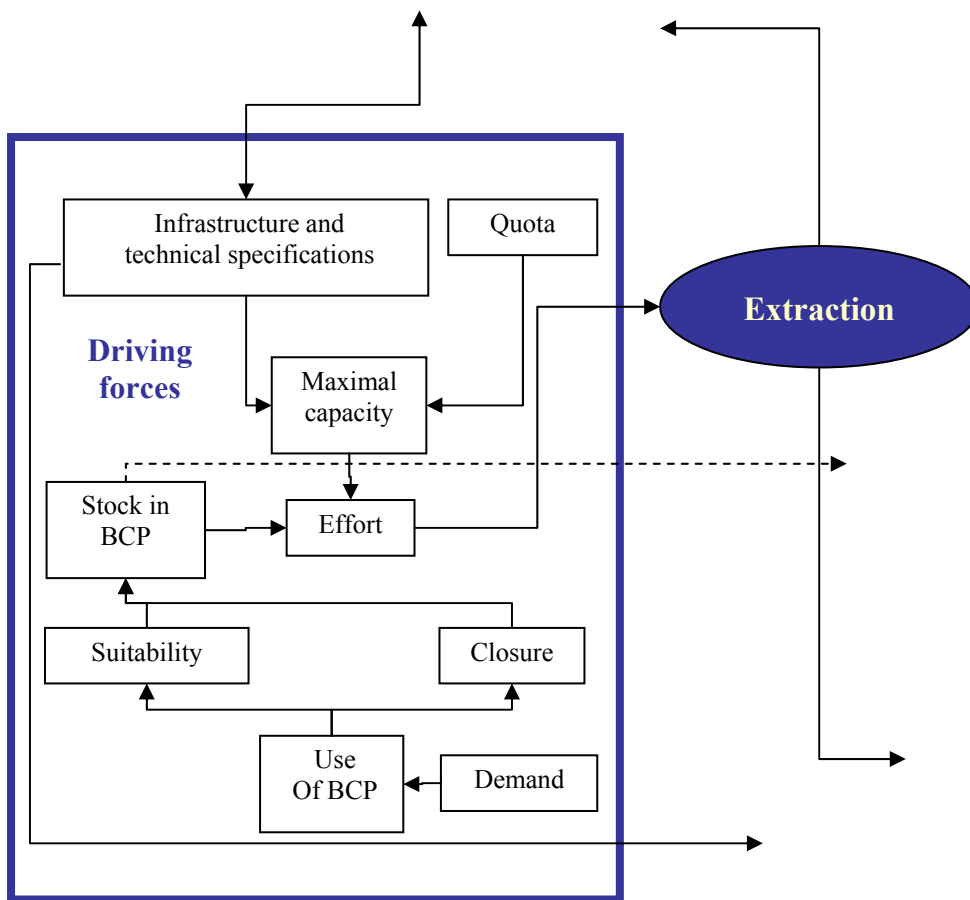 Infrastructure and
technical specifications
Quota
Extraction
Driving
forces
Maximal
capacity
Stock in
BCP
Effort
Suitability
Closure
Use
Of BCP
Demand